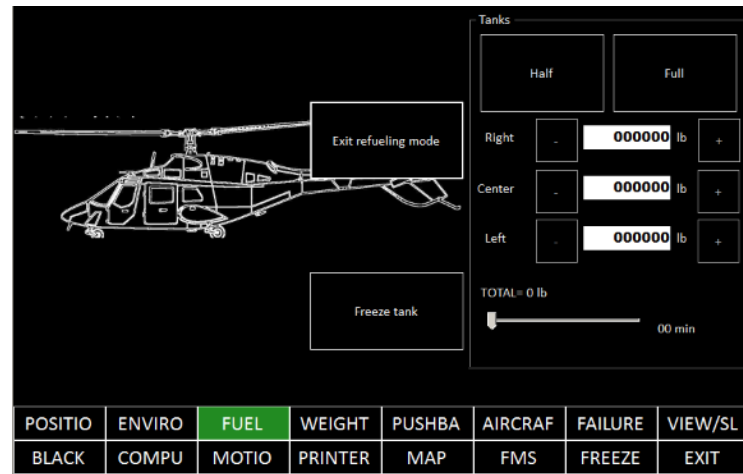 Tanks
Half Full
Exit refueling mode
Right - 000000 lb +
Center - 000000 lb +
Left - 000000 lb +
Freeze tank
TOTAL= 0 lb
00 min
POSITIO ENVIRO FUEL WEIGHT PUSHBA AIRCRAF FAILURE VIEW/SL
BLACK COMPU MOTIO PRINTER MAP FMS FREEZE EXIT